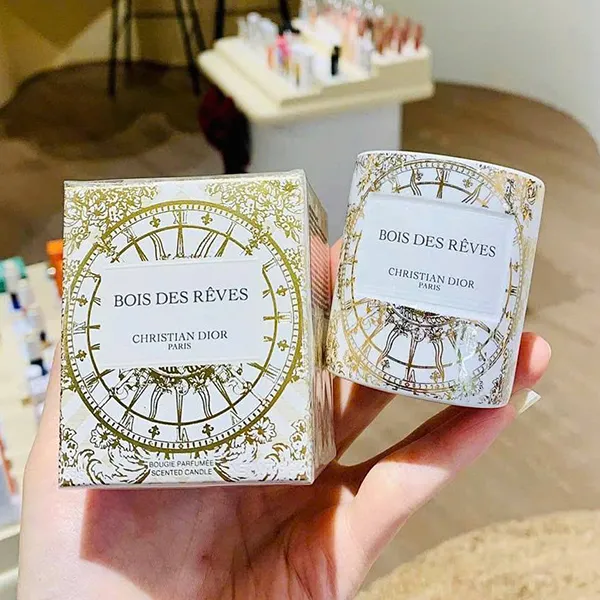 BOIS DES RÊVES
CHRISTIAN DIOR
PARIS
BOUGIE PARFUMÉE
SCENTED CANDLE
BOIS DES RÊVES
CHRISTIAN DIOR
PARIS